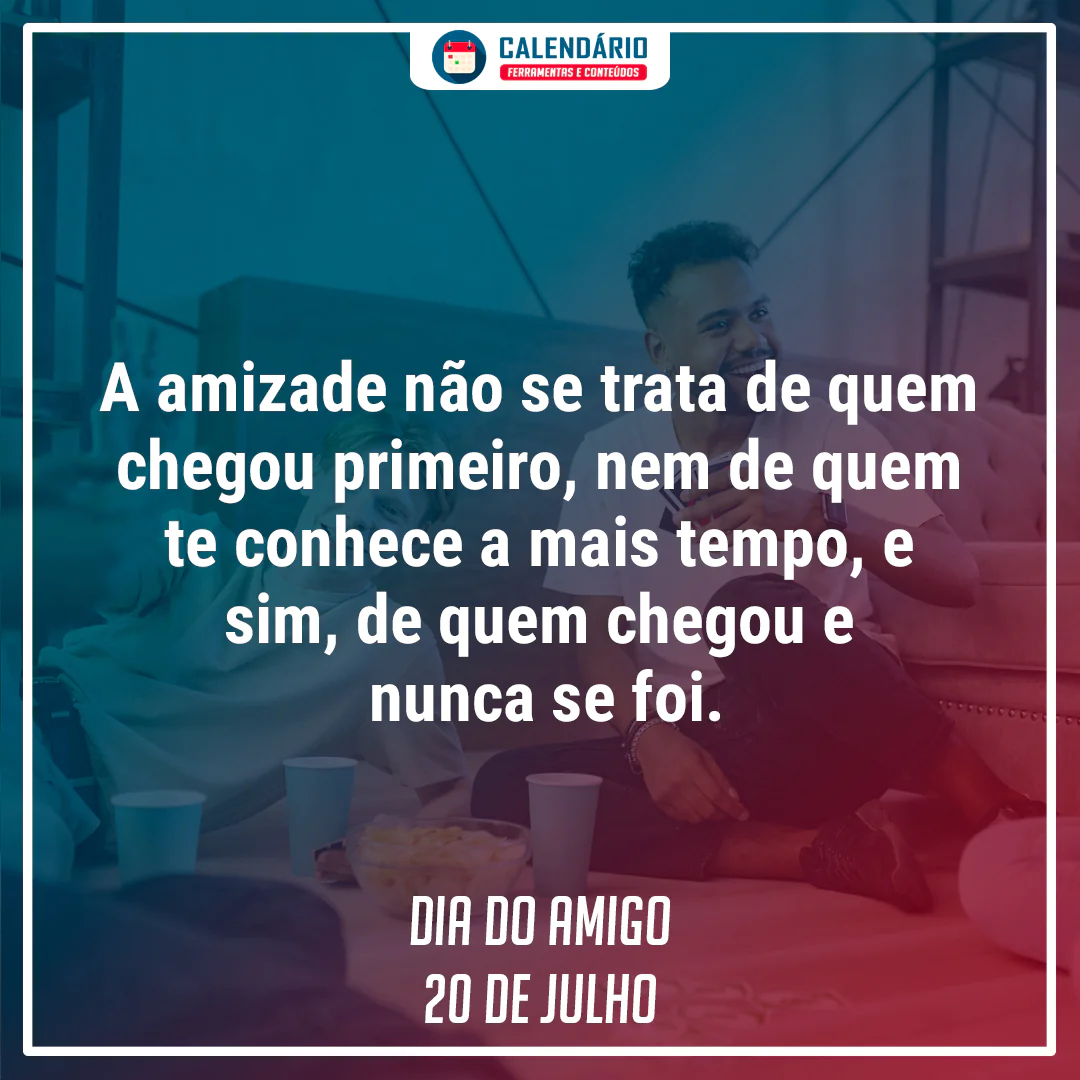 CALENDÁRIO
FERRAMENTAS E CONTEÚDOS
A amizade não se trata de quem
chegou primeiro, nem de quem
te conhece a mais tempo, e
sim, de quem chegou e
nunca se foi.
DIA DO AMIGO
20 DE JULHO